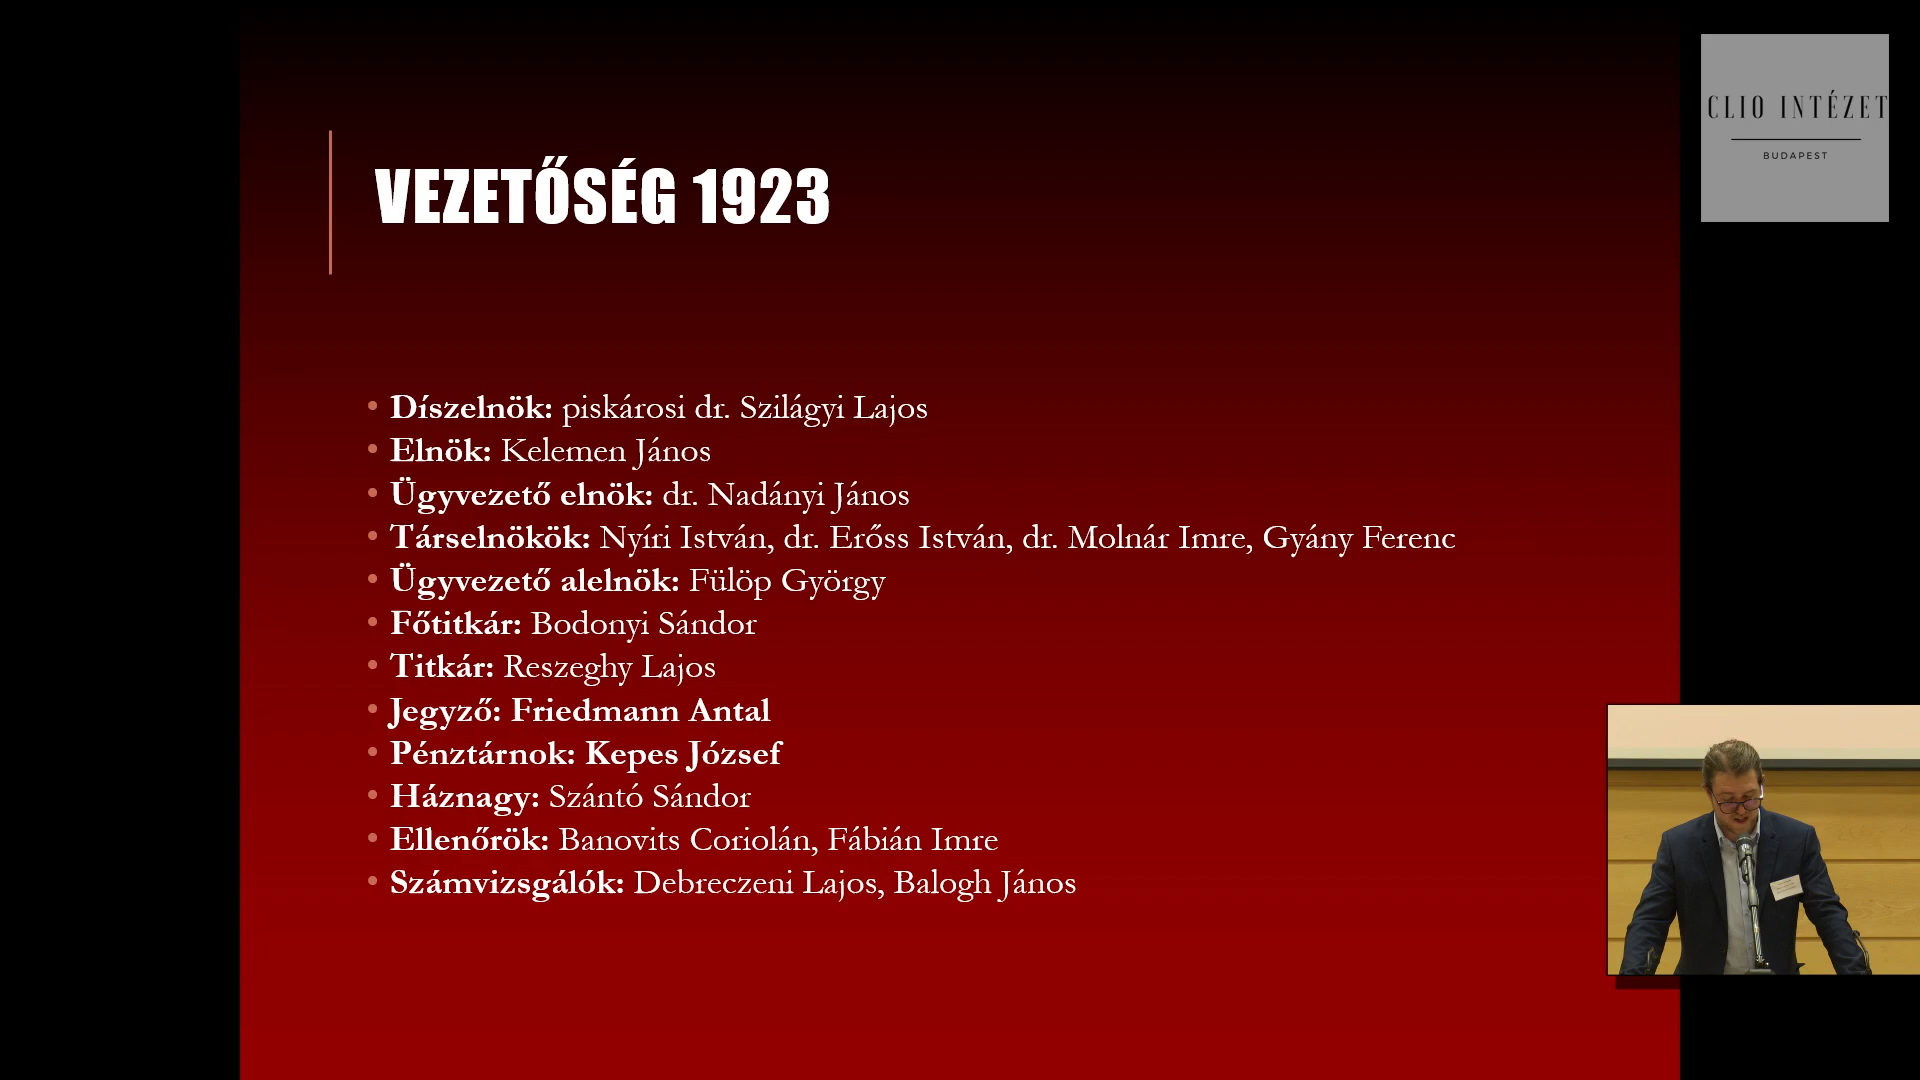 VEZETŐSÉG 1923
CLIO INTÉZET
BUDAPEST
• Díszelnök: piskárosi dr. Szilágyi Lajos
• Elnök: Kelemen János
• Ügyvezető elnök: dr. Nadányi János
• Társelnökök: Nyíri István, dr. Erőss István, dr. Molnár Imre, Gyány Ferenc
• Ügyvezető alelnök: Fülöp György
• Főtitkár: Bodonyi Sándor
• Titkár: Reszeghy Lajos
• Jegyző: Friedmann Antal
• Pénztárnok: Kepes József
• Háznagy: Szántó Sándor
• Ellenőrök: Banovits Coriolán, Fábián Imre
• Számvizsgálók: Debreczeni Lajos, Balogh János